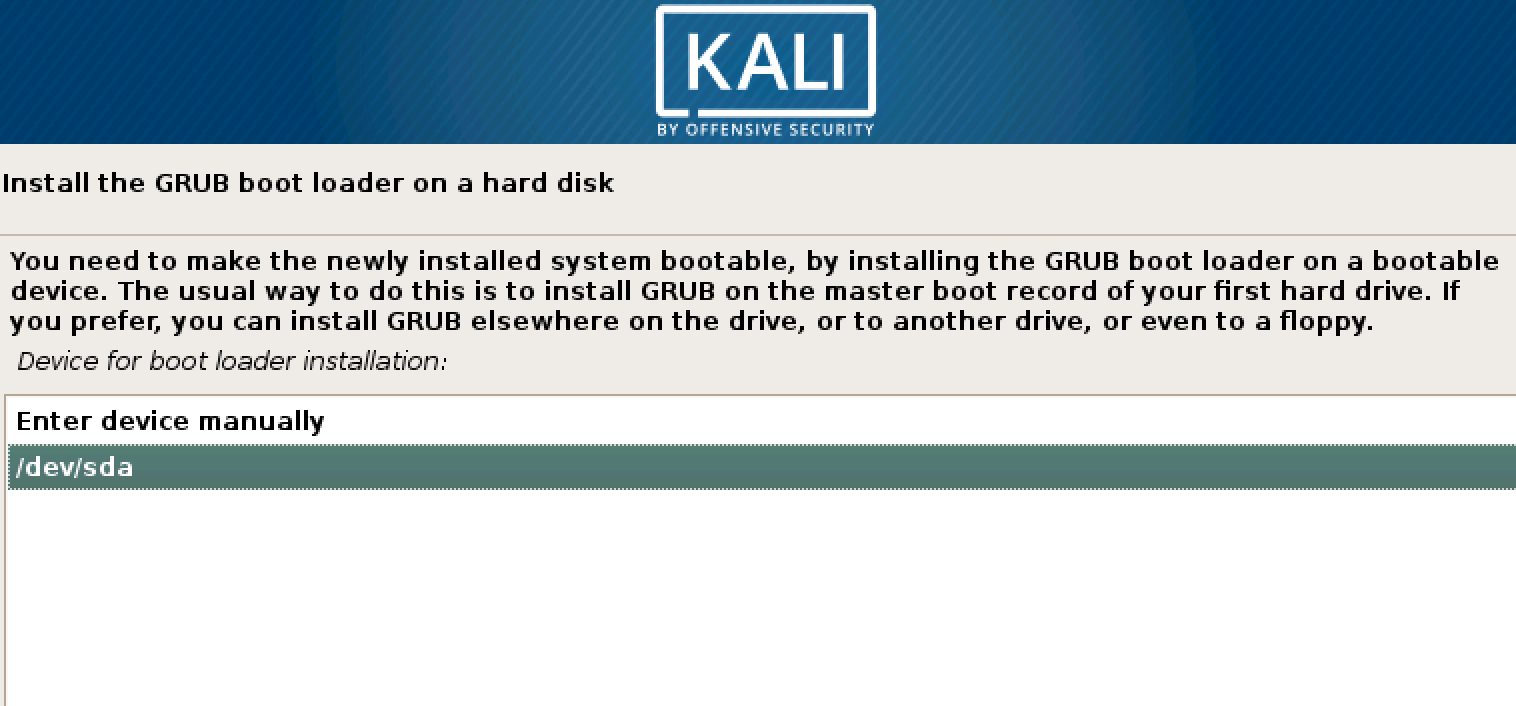 KALI
BY OFFENSIVE SECURITY
Install the GRUB boot loader on a hard disk
You need to make the newly installed system bootable, by installing the GRUB boot loader on a bootable
device. The usual way to do this is to install GRUB on the master boot record of your first hard drive. If
you prefer, you can install GRUB elsewhere on the drive, or to another drive, or even to a floppy.
Device for boot loader installation:
Enter device manually
/dev/sda